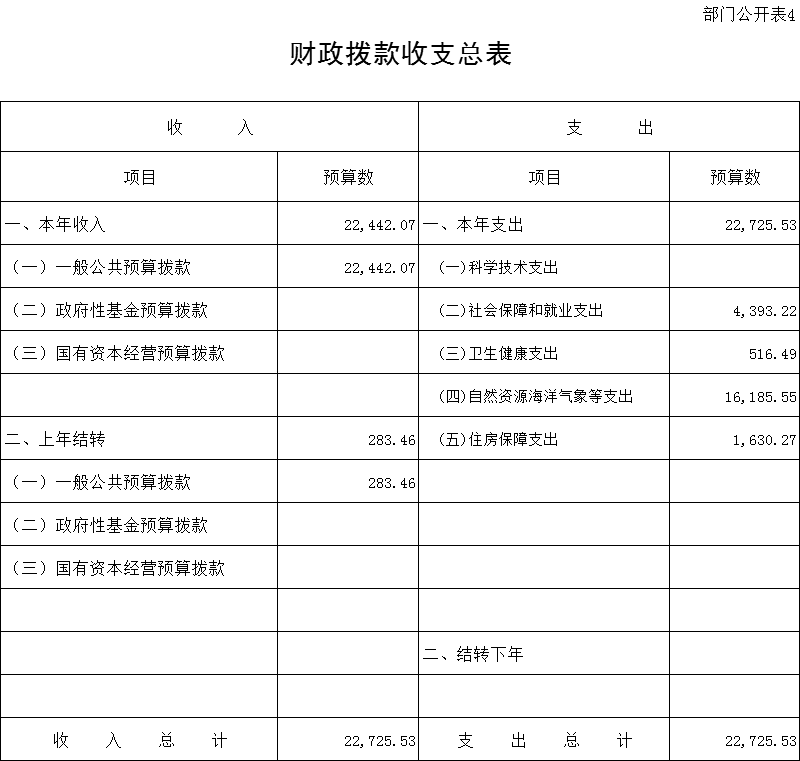 部门公开表4
财政拨款收支总表
收 入 支 出
项目 预算数 项目 预算数
一、本年收入 22,442.07 一、本年支出 22,725.53
（一）一般公共预算拨款 22,442.07 (一)科学技术支出
（二）政府性基金预算拨款 (二)社会保障和就业支出 4,393.22
（三）国有资本经营预算拨款 (三)卫生健康支出 516.49
(四)自然资源海洋气象等支出 16,185.55
二、上年结转 283.46 (五)住房保障支出 1,630.27
（一）一般公共预算拨款 283.46
（二）政府性基金预算拨款
（三）国有资本经营预算拨款
二、结转下年
收 入 总 计 22,725.53 支 出 总 计 22,725.53